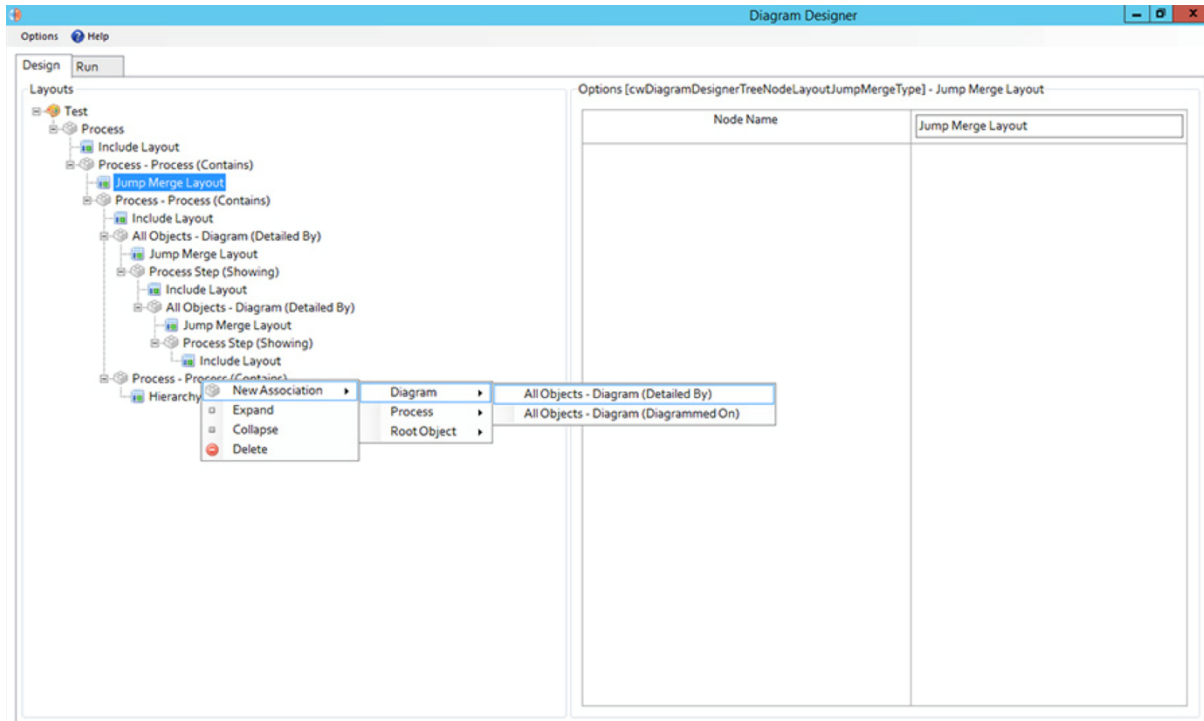 Diagram Designer
Options Help
Design Run
Layouts
Test
Process
Include Layout
Process - Process (Contains)
Jump Merge Layout
Process - Process (Contains)
Include Layout
All Objects - Diagram (Detailed By)
Jump Merge Layout
Process Step (Showing)
Include Layout
All Objects - Diagram (Detailed By)
Jump Merge Layout
Process Step (Showing)
Include Layout
Process - Process (Contains)
Hierarchy
New Association
Expand
Collapse
Delete
Diagram
Process
Root Object
All Objects - Diagram (Detailed By)
All Objects - Diagram (Diagrammed On)
Options [cwDiagramDesignerTreeNodeLayoutJumpMergeType] - Jump Merge Layout
Node Name Jump Merge Layout